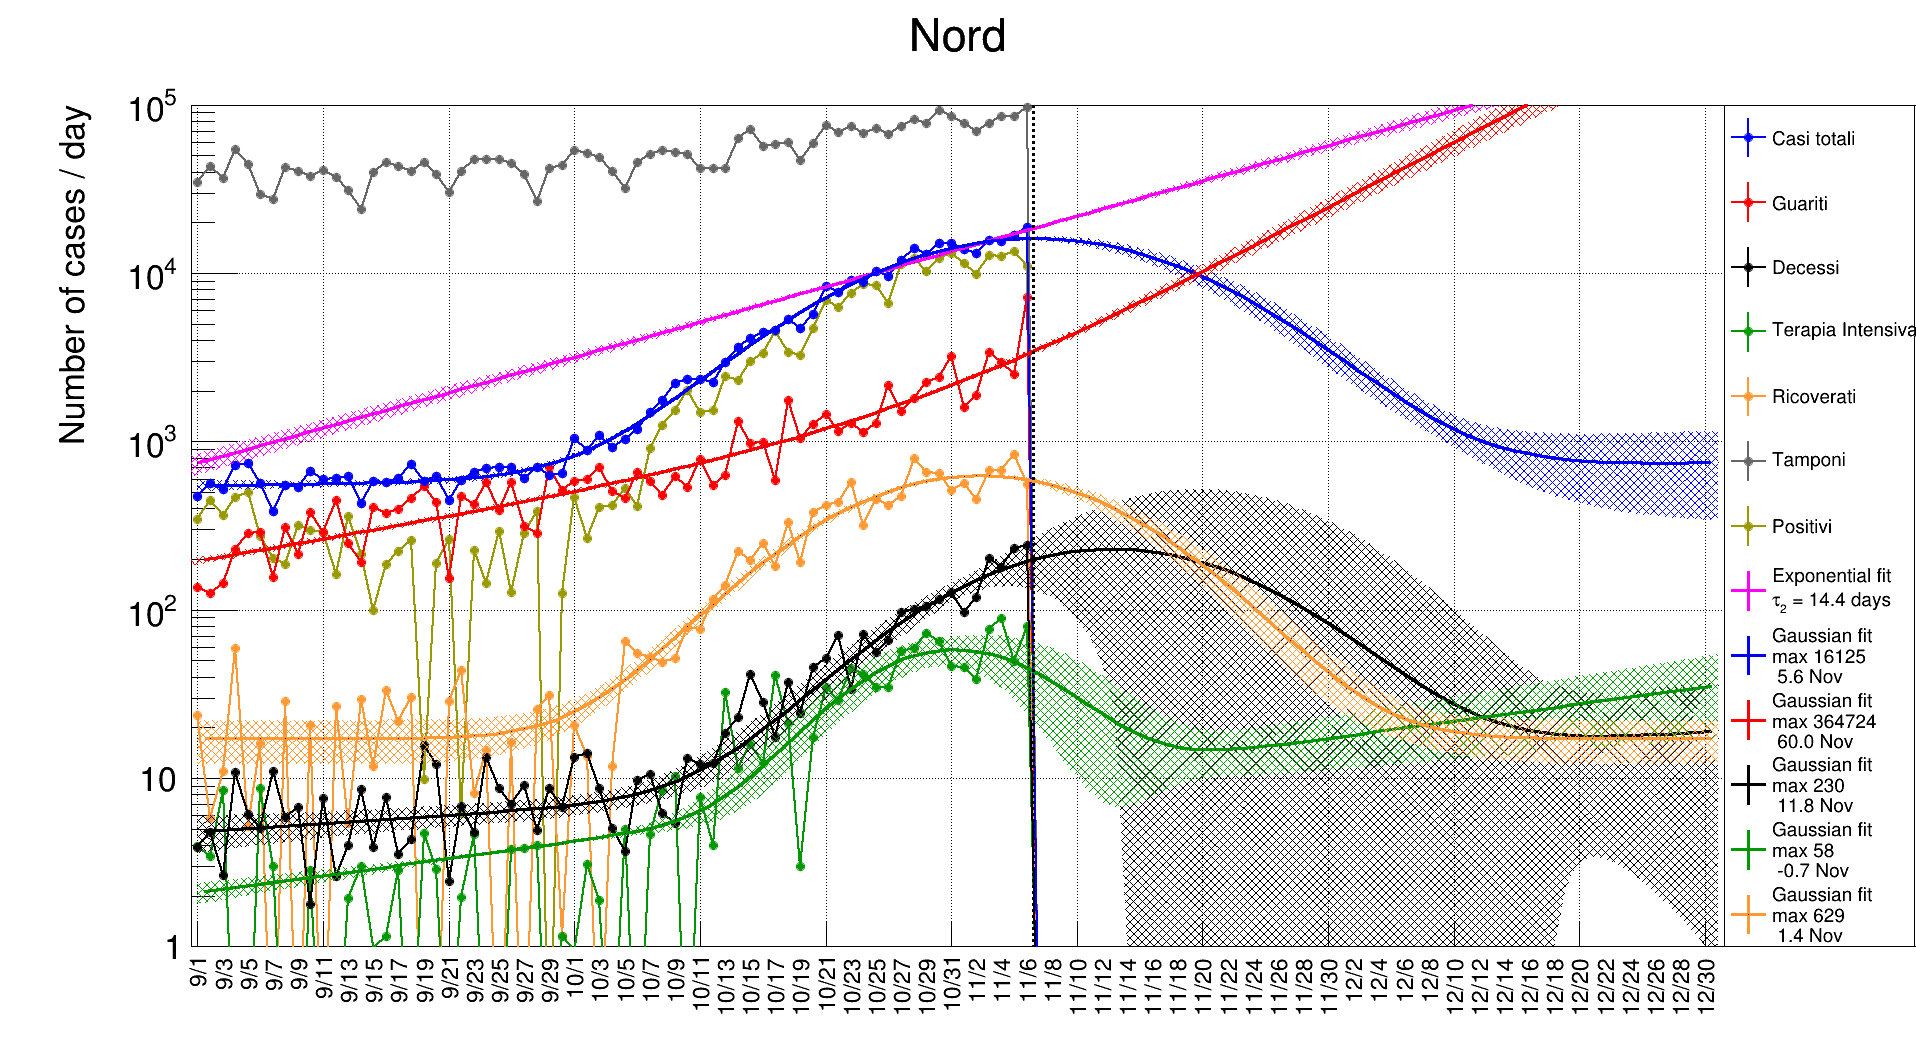 Nord
Number of cases / day
10^5
10^4
10^3
10^2
10
1
9/1
9/3
9/5
9/7
9/9
9/11
9/13
9/15
9/17
9/19
9/21
9/23
9/25
9/27
9/29
10/1
10/3
10/5
10/7
10/9
10/11
10/13
10/15
10/17
10/19
10/21
10/23
10/25
10/27
10/29
10/31
11/2
11/4
11/6
11/8
11/10
11/12
11/14
11/16
11/18
11/20
11/22
11/24
11/26
11/28
11/30
12/2
12/4
12/6
12/8
12/10
12/12
12/14
12/16
12/18
12/20
12/22
12/24
12/26
12/28
12/30
Casi totali
Guariti
Decessi
Terapia Intensiva
Ricoverati
Tamponi
Positivi
Exponential fit
τ₂ = 14.4 days
Gaussian fit
max 16125
5.6 Nov
Gaussian fit
max 364724
60.0 Nov
Gaussian fit
max 230
11.8 Nov
Gaussian fit
max 58
-0.7 Nov
Gaussian fit
max 629
1.4 Nov